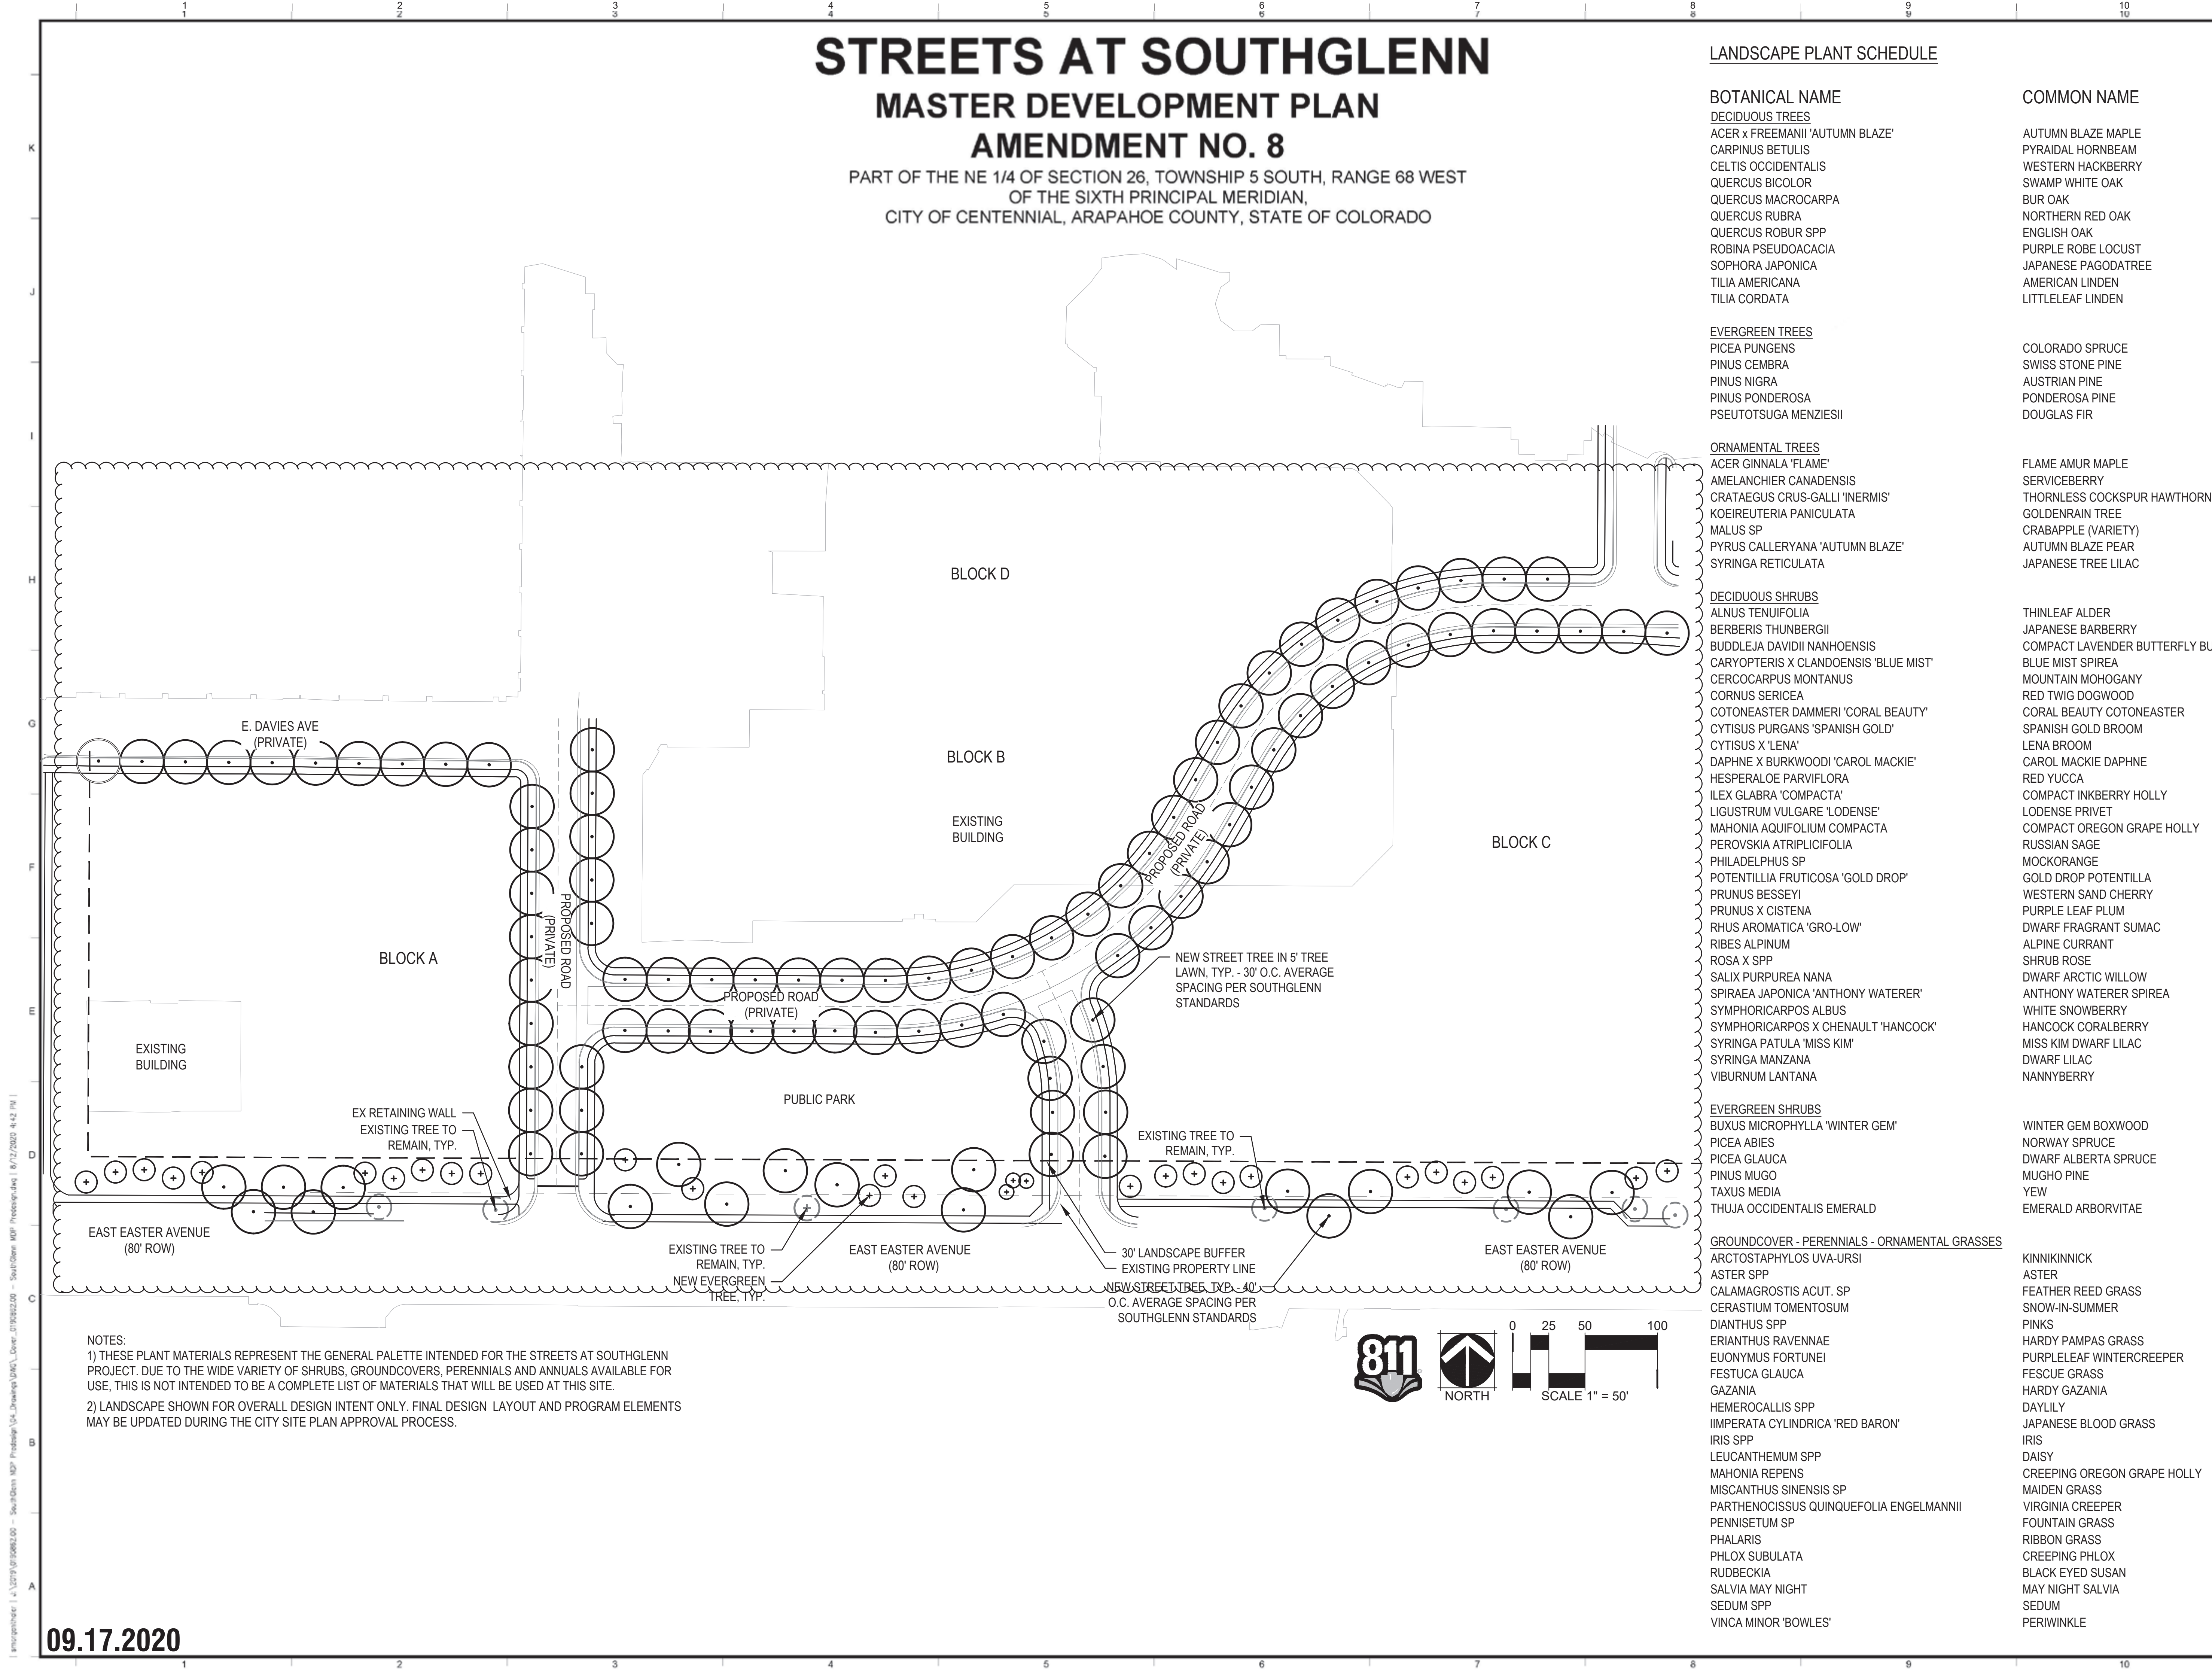 1 2 3 4 5 6 7 8 9 10
1 2 3 4 5 6 7 8 9 10
STREETS AT SOUTHGLENN
MASTER DEVELOPMENT PLAN
AMENDMENT NO. 8
PART OF THE NE 1/4 OF SECTION 26, TOWNSHIP 5 SOUTH, RANGE 68 WEST
OF THE SIXTH PRINCIPAL MERIDIAN,
CITY OF CENTENNIAL, ARAPAHOE COUNTY, STATE OF COLORADO
K
J
I
H
G
F
E
D
C
B
A
BLOCK D
E. DAVIES AVE
(PRIVATE)
BLOCK B
EXISTING
BUILDING
BLOCK C
PROPOSED ROAD
(PRIVATE)
PROPOSED ROAD
(PRIVATE)
BLOCK A
NEW STREET TREE IN 5' TREE
LAWN, TYP. - 30' O.C. AVERAGE
SPACING PER SOUTHGLENN
STANDARDS
PROPOSED ROAD
(PRIVATE)
EXISTING
BUILDING
PUBLIC PARK
EX RETAINING WALL
EXISTING TREE TO
REMAIN, TYP.
EXISTING TREE TO
REMAIN, TYP.
EAST EASTER AVENUE
(80' ROW)
EXISTING TREE TO
REMAIN, TYP.
NEW EVERGREEN
TREE, TYP.
EAST EASTER AVENUE
(80' ROW)
30' LANDSCAPE BUFFER
EXISTING PROPERTY LINE
NEW STREET TREE, TYP. - 40'
O.C. AVERAGE SPACING PER
SOUTHGLENN STANDARDS
EAST EASTER AVENUE
(80' ROW)
NOTES:
1) THESE PLANT MATERIALS REPRESENT THE GENERAL PALETTE INTENDED FOR THE STREETS AT SOUTHGLENN
PROJECT. DUE TO THE WIDE VARIETY OF SHRUBS, GROUNDCOVERS, PERENNIALS AND ANNUALS AVAILABLE FOR
USE, THIS IS NOT INTENDED TO BE A COMPLETE LIST OF MATERIALS THAT WILL BE USED AT THIS SITE.
2) LANDSCAPE SHOWN FOR OVERALL DESIGN INTENT ONLY. FINAL DESIGN LAYOUT AND PROGRAM ELEMENTS
MAY BE UPDATED DURING THE CITY SITE PLAN APPROVAL PROCESS.
811
NORTH
0 25 50 100
SCALE 1" = 50'
09.17.2020
LANDSCAPE PLANT SCHEDULE
BOTANICAL NAME COMMON NAME
DECIDUOUS TREES
ACER x FREEMANII 'AUTUMN BLAZE' AUTUMN BLAZE MAPLE
CARPINUS BETULIS PYRAIDAL HORNBEAM
CELTIS OCCIDENTALIS WESTERN HACKBERRY
QUERCUS BICOLOR SWAMP WHITE OAK
QUERCUS MACROCARPA BUR OAK
QUERCUS RUBRA NORTHERN RED OAK
QUERCUS ROBUR SPP ENGLISH OAK
ROBINA PSEUDOACACIA PURPLE ROBE LOCUST
SOPHORA JAPONICA JAPANESE PAGODATREE
TILIA AMERICANA AMERICAN LINDEN
TILIA CORDATA LITTLELEAF LINDEN
EVERGREEN TREES
PICEA PUNGENS COLORADO SPRUCE
PINUS CEMBRA SWISS STONE PINE
PINUS NIGRA AUSTRIAN PINE
PINUS PONDEROSA PONDEROSA PINE
PSEUTOTSUGA MENZIESII DOUGLAS FIR
ORNAMENTAL TREES
ACER GINNALA 'FLAME' FLAME AMUR MAPLE
AMELANCHIER CANADENSIS SERVICEBERRY
CRATAEGUS CRUS-GALLI 'INERMIS' THORNLESS COCKSPUR HAWTHORN
KOEIREUTERIA PANICULATA GOLDENRAIN TREE
MALUS SP CRABAPPLE (VARIETY)
PYRUS CALLERYANA 'AUTUMN BLAZE' AUTUMN BLAZE PEAR
SYRINGA RETICULATA JAPANESE TREE LILAC
DECIDUOUS SHRUBS
ALNUS TENUIFOLIA THINLEAF ALDER
BERBERIS THUNBERGII JAPANESE BARBERRY
BUDDLEJA DAVIDII NANHOENSIS COMPACT LAVENDER BUTTERFLY BU
CARYOPTERIS X CLANDOENSIS 'BLUE MIST' BLUE MIST SPIREA
CERCOCARPUS MONTANUS MOUNTAIN MOHOGANY
CORNUS SERICEA RED TWIG DOGWOOD
COTONEASTER DAMMERI 'CORAL BEAUTY' CORAL BEAUTY COTONEASTER
CYTISUS PURGANS 'SPANISH GOLD' SPANISH GOLD BROOM
CYTISUS X 'LENA' LENA BROOM
DAPHNE X BURKWOODI 'CAROL MACKIE' CAROL MACKIE DAPHNE
HESPERALOE PARVIFLORA RED YUCCA
ILEX GLABRA 'COMPACTA' COMPACT INKBERRY HOLLY
LIGUSTRUM VULGARE 'LODENSE' LODENSE PRIVET
MAHONIA AQUIFOLIUM COMPACTA COMPACT OREGON GRAPE HOLLY
PEROVSKIA ATRIPLICIFOLIA RUSSIAN SAGE
PHILADELPHUS SP MOCKORANGE
POTENTILLIA FRUTICOSA 'GOLD DROP' GOLD DROP POTENTILLA
PRUNUS BESSEYI WESTERN SAND CHERRY
PRUNUS X CISTENA PURPLE LEAF PLUM
RHUS AROMATICA 'GRO-LOW' DWARF FRAGRANT SUMAC
RIBES ALPINUM ALPINE CURRANT
ROSA X SPP SHRUB ROSE
SALIX PURPUREA NANA DWARF ARCTIC WILLOW
SPIRAEA JAPONICA 'ANTHONY WATERER' ANTHONY WATERER SPIREA
SYMPHORICARPOS ALBUS WHITE SNOWBERRY
SYMPHORICARPOS X CHENAULT 'HANCOCK' HANCOCK CORALBERRY
SYRINGA PATULA 'MISS KIM' MISS KIM DWARF LILAC
SYRINGA MANZANA DWARF LILAC
VIBURNUM LANTANA NANNYBERRY
EVERGREEN SHRUBS
BUXUS MICROPHYLLA 'WINTER GEM' WINTER GEM BOXWOOD
PICEA ABIES NORWAY SPRUCE
PICEA GLAUCA DWARF ALBERTA SPRUCE
PINUS MUGO MUGHO PINE
TAXUS MEDIA YEW
THUJA OCCIDENTALIS EMERALD EMERALD ARBORVITAE
GROUNDCOVER - PERENNIALS - ORNAMENTAL GRASSES
ARCTOSTAPHYLOS UVA-URSI KINNIKINNICK
ASTER SPP ASTER
CALAMAGROSTIS ACUT. SP FEATHER REED GRASS
CERASTIUM TOMENTOSUM SNOW-IN-SUMMER
DIANTHUS SPP PINKS
ERIANTHUS RAVENNAE HARDY PAMPAS GRASS
EUONYMUS FORTUNEI PURPLELEAF WINTERCREEPER
FESTUCA GLAUCA FESCUE GRASS
GAZANIA HARDY GAZANIA
HEMEROCALLIS SPP DAYLILY
IIMPERATA CYLINDRICA 'RED BARON' JAPANESE BLOOD GRASS
IRIS SPP IRIS
LEUCANTHEMUM SPP DAISY
MAHONIA REPENS CREEPING OREGON GRAPE HOLLY
MISCANTHUS SINENSIS SP MAIDEN GRASS
PARTHENOCISSUS QUINQUEFOLIA ENGELMANNII VIRGINIA CREEPER
PENNISETUM SP FOUNTAIN GRASS
PHALARIS RIBBON GRASS
PHLOX SUBULATA CREEPING PHLOX
RUDBECKIA BLACK EYED SUSAN
SALVIA MAY NIGHT MAY NIGHT SALVIA
SEDUM SPP SEDUM
VINCA MINOR 'BOWLES' PERIWINKLE
1 2 3 4 5 6 7 8 9 10